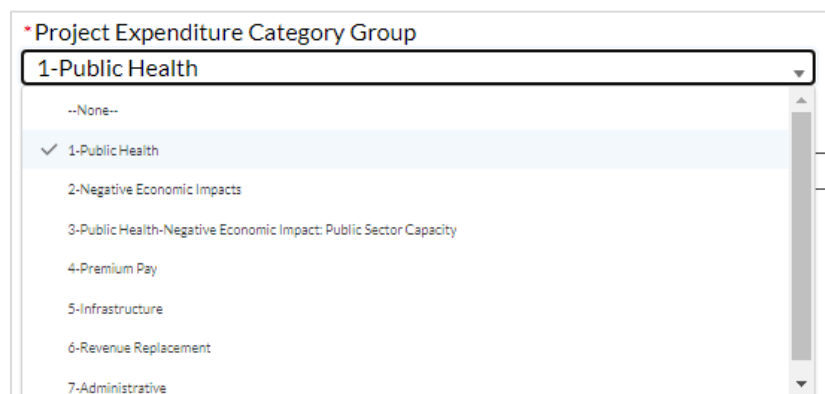 *Project Expenditure Category Group
1-Public Health
--None--
1-Public Health
2-Negative Economic Impacts
3-Public Health-Negative Economic Impact: Public Sector Capacity
4-Premium Pay
5-Infrastructure
6-Revenue Replacement
7-Administrative